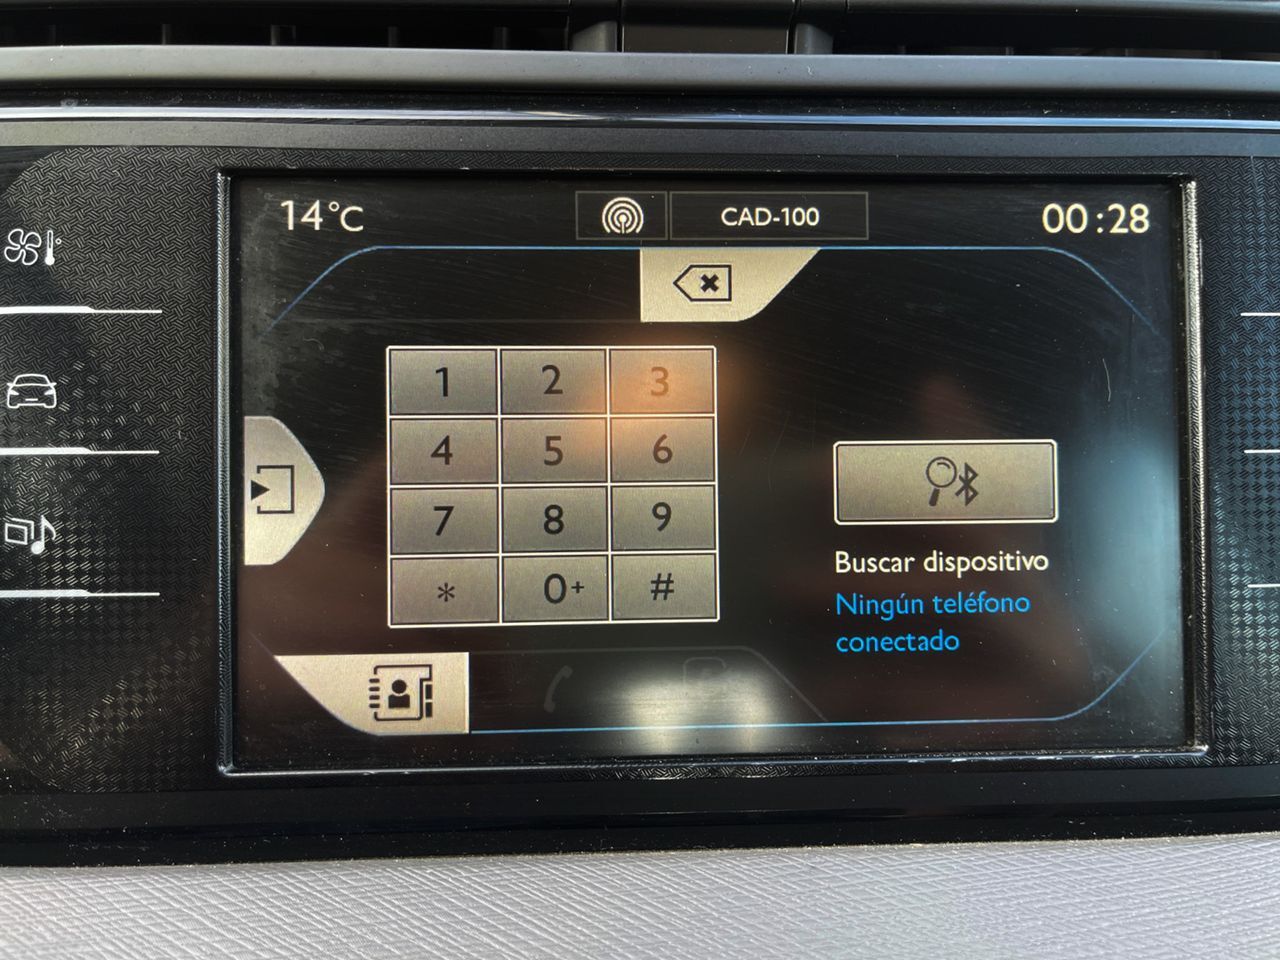 14°C
CAD-100
00:28
1 2 3
4 5 6
7 8 9
* 0+ #
Buscar dispositivo
Ningún teléfono
conectado